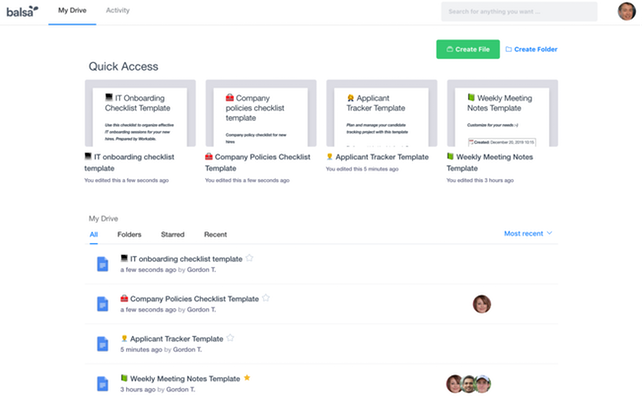 balsa
My Drive
Activity
Search for anything you want ...
Create File
Create Folder
Quick Access
IT Onboarding
Checklist Template
Use this checklist to organize effective
IT onboarding sessions for your new
hires. Prepared by Workable.
IT onboarding checklist
template
You edited this a few seconds ago
Company
policies checklist
template
Company policy checklist for new
hires
Company Policies Checklist
Template
You edited this a few seconds ago
Applicant
Tracker Template
Plan and manage your candidate
tracking project with this template
Applicant Tracker Template
You edited this 5 minutes ago
Weekly Meeting
Notes Template
Customize for your needs :-)
Created: December 20, 2019 10:15
Weekly Meeting Notes
Template
You edited this 3 hours ago
My Drive
All
Folders
Starred
Recent
Most recent
IT onboarding checklist template
a few seconds ago by Gordon T.
Company Policies Checklist Template
a few seconds ago by Gordon T.
Applicant Tracker Template
5 minutes ago by Gordon T.
Weekly Meeting Notes Template
3 hours ago by Gordon T.